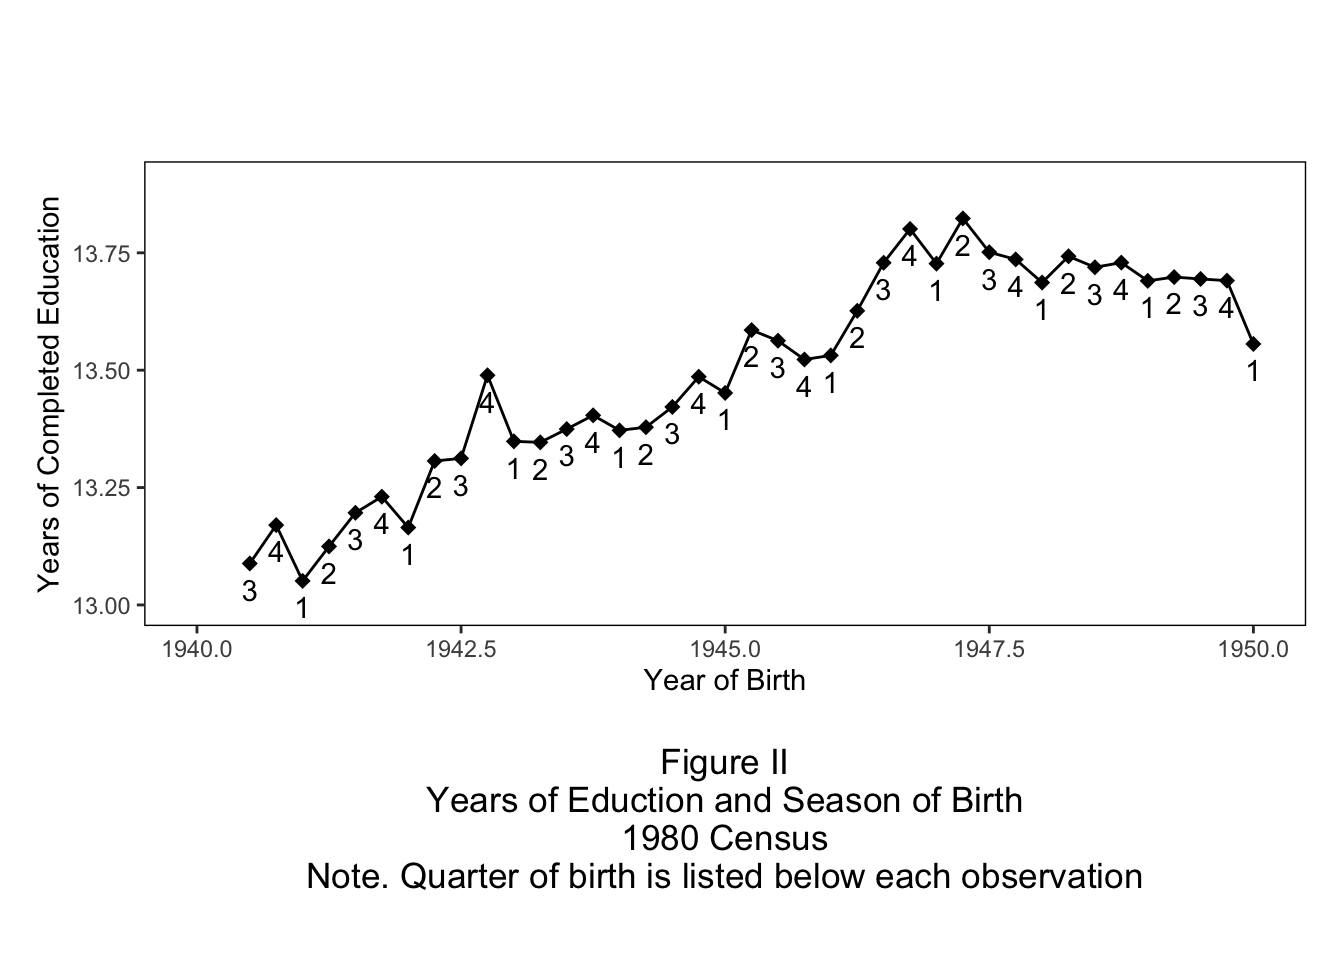 Years of Completed Education
13.75
13.50
13.25
13.00
3 4 1 2 3 4 1 2 3 4 1 2 3 4 1 2 3 4 1 2 3 4 1 2 3 4 1 2 3 4 1 2 3 4 1 2 3 4 1
1940.0 1942.5 1945.0 1947.5 1950.0
Year of Birth
Figure II
Years of Eduction and Season of Birth
1980 Census
Note. Quarter of birth is listed below each observation